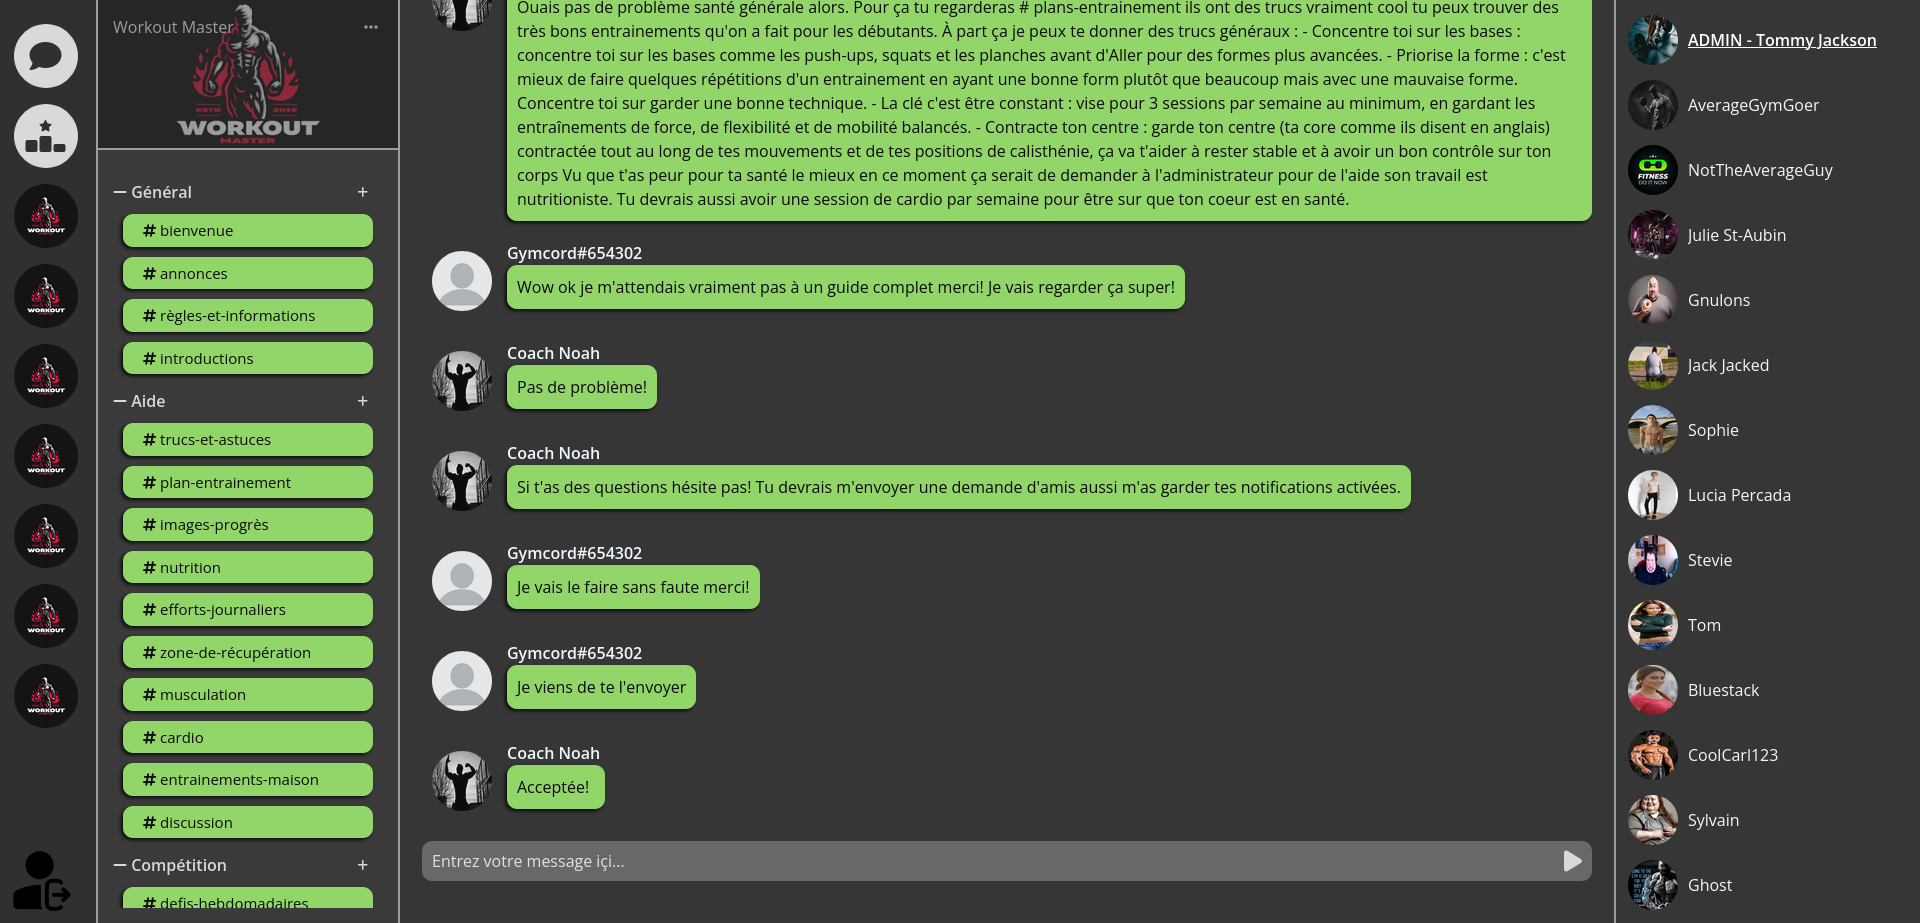 Workout Master
ESTD 2018
WORKOUT
MASTER
Général
# bienvenue
# annonces
# règles-et-informations
# introductions
Aide
# trucs-et-astuces
# plan-entrainement
# images-progrès
# nutrition
# efforts-journaliers
# zone-de-récupération
# musculation
# cardio
# entrainements-maison
# discussion
Compétition
# defis-hebdomadaires
Ouais pas de problème santé générale alors. Pour ça tu regarderas # plans-entrainement ils ont des trucs vraiment cool tu peux trouver des
très bons entrainements qu'on a fait pour les débutants. À part ça je peux te donner des trucs généraux : - Concentre toi sur les bases :
concentre toi sur les bases comme les push-ups, squats et les planches avant d'Aller pour des formes plus avancées. - Priorise la forme : c'est
mieux de faire quelques répétitions d'un entrainement en ayant une bonne form plutôt que beaucoup mais avec une mauvaise forme.
Concentre toi sur garder une bonne technique. - La clé c'est être constant : vise pour 3 sessions par semaine au minimum, en gardant les
entraînements de force, de flexibilité et de mobilité balancés. - Contracte ton centre : garde ton centre (ta core comme ils disent en anglais)
contractée tout au long de tes mouvements et de tes positions de calisthénie, ça va t'aider à rester stable et à avoir un bon contrôle sur ton
corps Vu que t'as peur pour ta santé le mieux en ce moment ça serait de demander à l'administrateur pour de l'aide son travail est
nutritioniste. Tu devrais aussi avoir une session de cardio par semaine pour être sur que ton coeur est en santé.
Gymcord#654302
Wow ok je m'attendais vraiment pas à un guide complet merci! Je vais regarder ça super!
Coach Noah
Pas de problème!
Coach Noah
Si t'as des questions hésite pas! Tu devrais m'envoyer une demande d'amis aussi m'as garder tes notifications activées.
Gymcord#654302
Je vais le faire sans faute merci!
Gymcord#654302
Je viens de te l'envoyer
Coach Noah
Acceptée!
Entrez votre message içi...
ADMIN - Tommy Jackson
AverageGymGoer
FITNESS
DO IT NOW
NotTheAverageGuy
Julie St-Aubin
Gnulons
Jack Jacked
Sophie
Lucia Percada
Stevie
Tom
Bluestack
CoolCarl123
Sylvain
Ghost